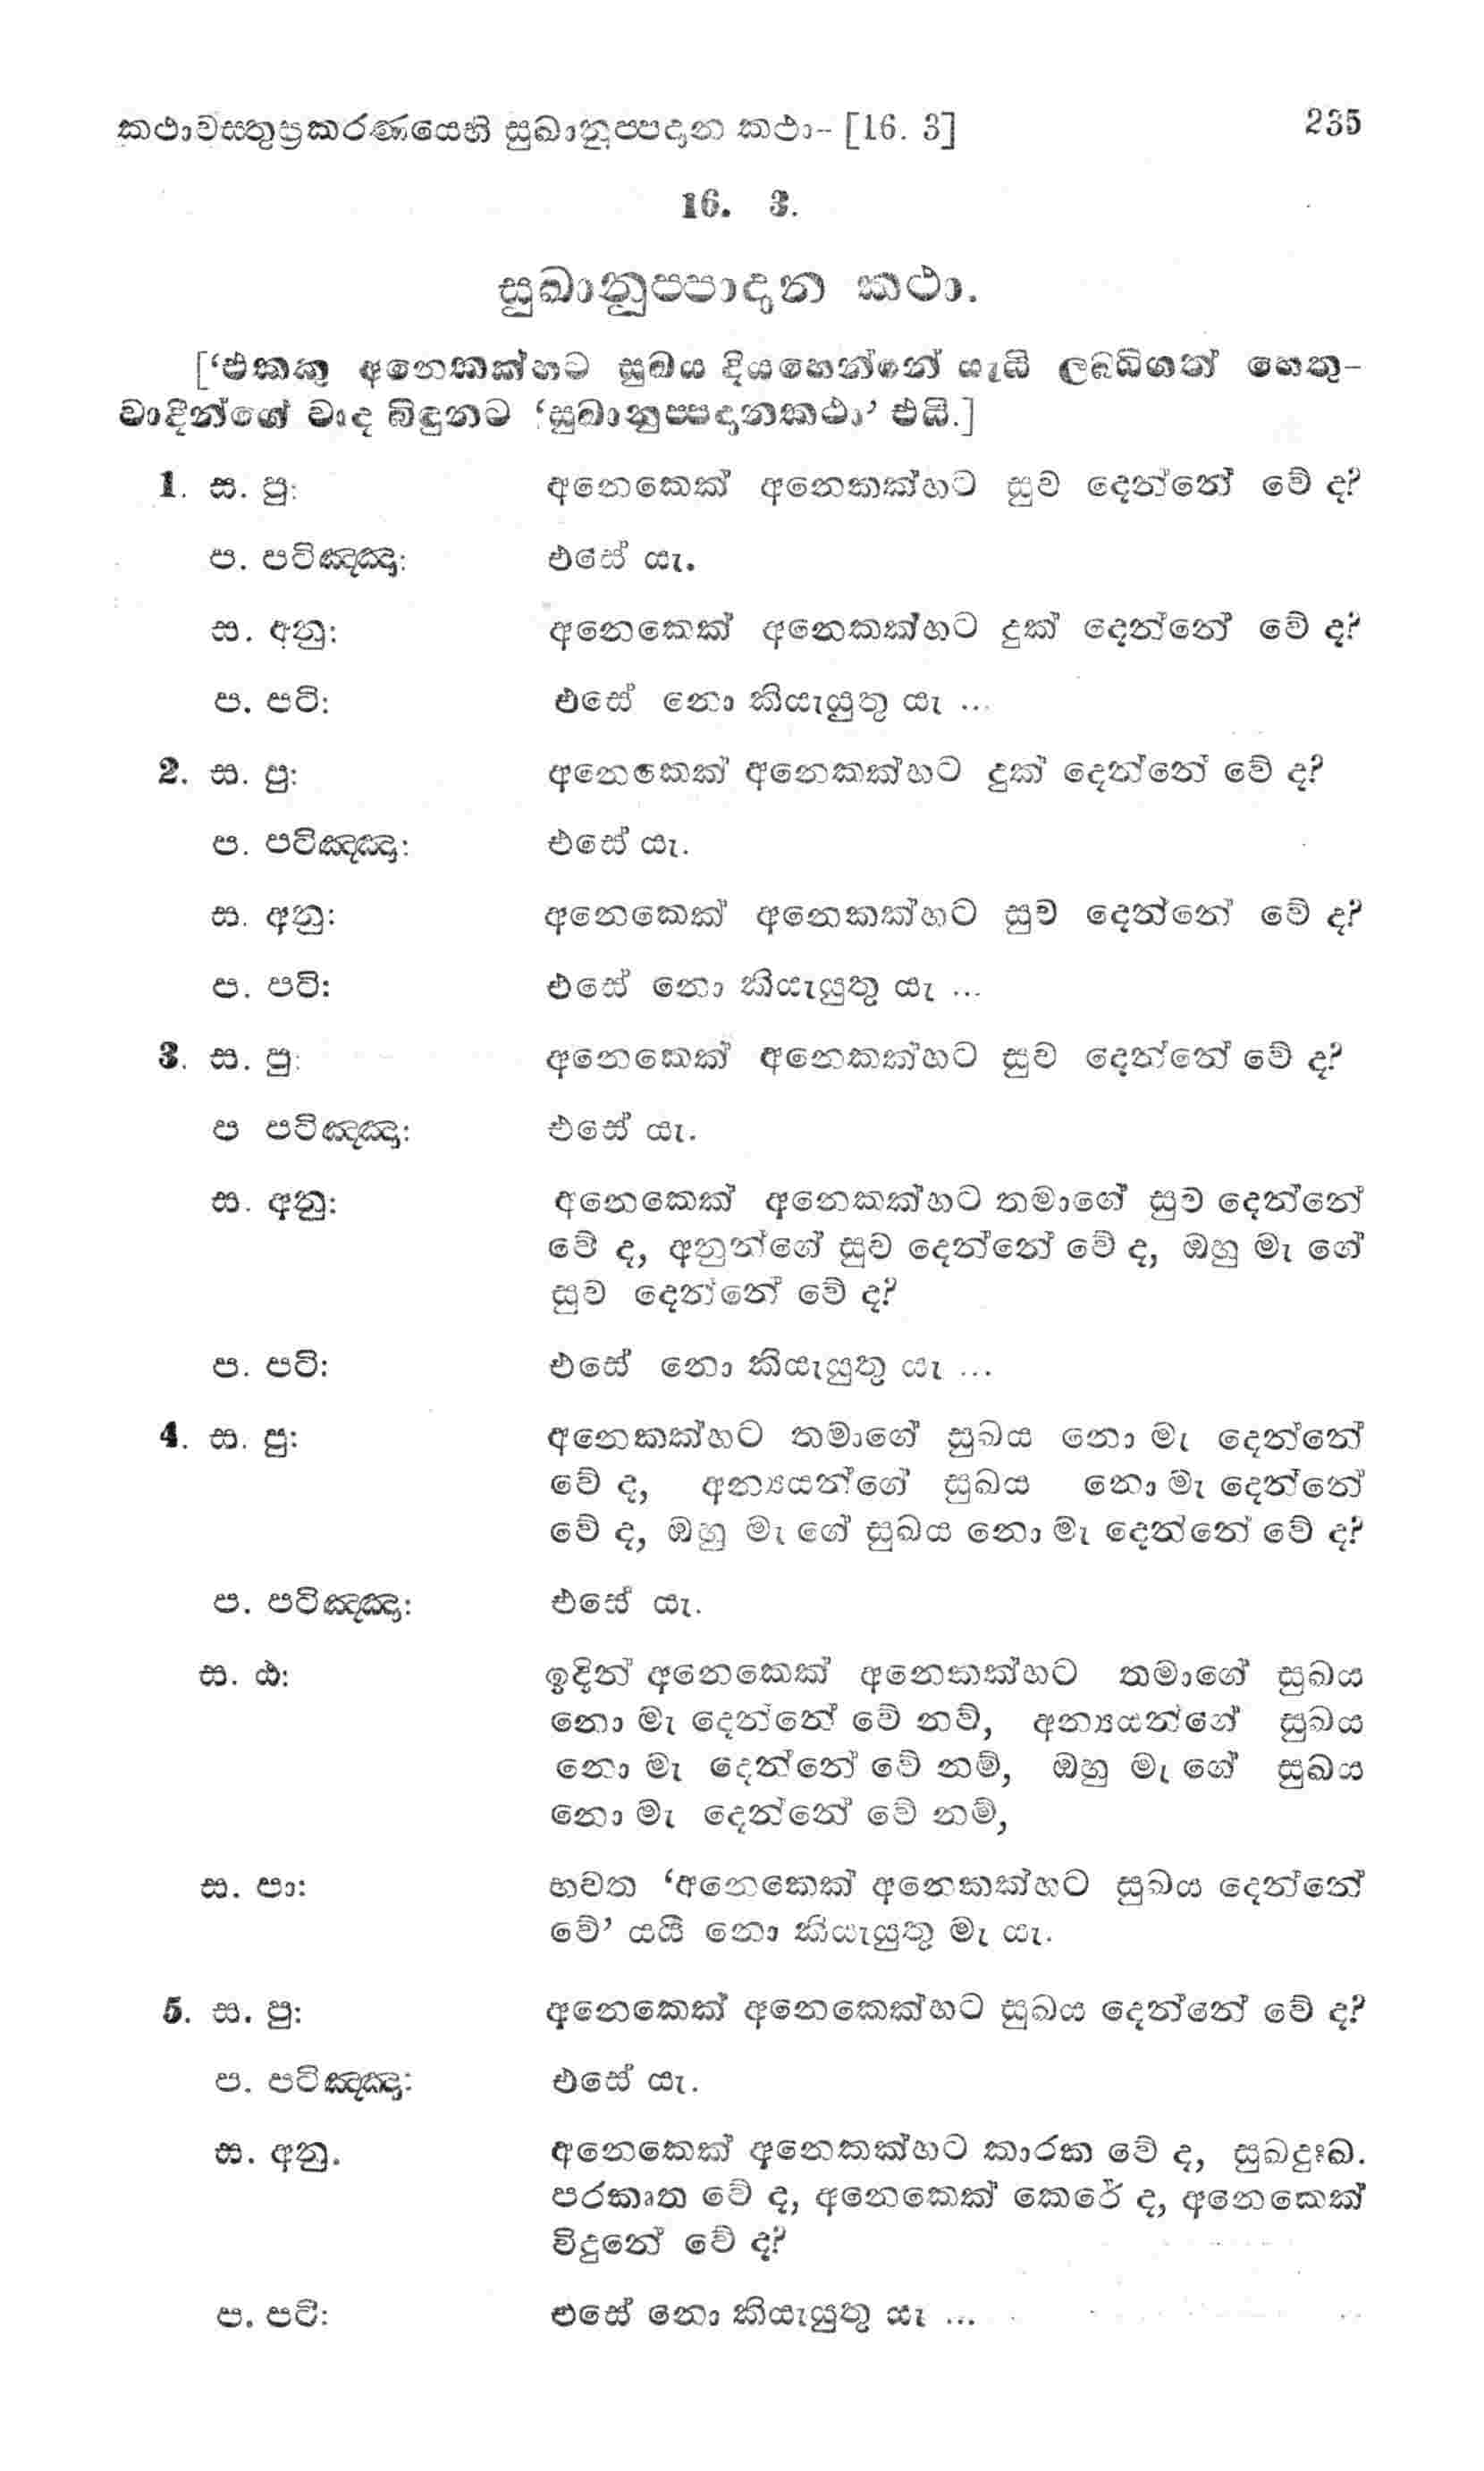 කථාවස්තුප්‍රකරණයෙහි සුඛානුප්පදාන කථා- [16. 3] 235
16. 3.
සුඛානුප්පාදාන කථා.
[‘එකකු අනෙකක්හට සුඛය දියහෙන්නේ යැයි ලබ්ධිගත් හෙතු-
වාදීන්ගේ වාද බිඳුනට ‘සුඛානුප්පදානකථා’ එයි.]
1. ස. පු: අනෙකෙක් අනෙකක්හට සුව දෙන්නේ වේ ද?
ප. පටිඤ්ඤා: එසේ යැ.
ස. අනු: අනෙකෙක් අනෙකක්හට දුක් දෙන්නේ වේ ද?
ප. පටි: එසේ නො කියැයුතු යැ ...
2. ස. පු: අනෙකෙක් අනෙකක්හට දුක් දෙන්නේ වේ ද?
ප. පටිඤ්ඤා: එසේ යැ.
ස. අනු: අනෙකෙක් අනෙකක්හට සුව දෙන්නේ වේ ද?
ප. පටි: එසේ නො කියැයුතු යැ ...
3. ස. පු: අනෙකෙක් අනෙකක්හට සුව දෙන්නේ වේ ද?
ප පටිඤ්ඤා: එසේ යැ.
ස. අනු: අනෙකෙක් අනෙකක්හට තමාගේ සුව දෙන්නේ
වේ ද, අනුන්ගේ සුව දෙන්නේ වේ ද, ඔහු මැ ගේ
සුව දෙන්නේ වේ ද?
ප. පටි: එසේ නො කියැයුතු යැ ...
4. ස. පු: අනෙකක්හට තමාගේ සුඛය නො මැ දෙන්නේ
වේ ද, අන්‍යයන්ගේ සුඛය නො මැ දෙන්නේ
වේ ද, ඔහු මැ ගේ සුඛය නො මැ දෙන්නේ වේ ද?
ප. පටිඤ්ඤා: එසේ යැ.
ස. ඨ: ඉදින් අනෙකෙක් අනෙකක්හට තමාගේ සුඛය
නො මැ දෙන්නේ වේ නව්, අන්‍යයන්ගේ සුඛය
නො මැ දෙන්නේ වේ නම්, ඔහු මැ ගේ සුඛය
නො මැ දෙන්නේ වේ නම්,
ස. පා: භවත ‘අනෙකෙක් අනෙකක්හට සුඛය දෙන්නේ
වේ’ යයි නො කියැයුතු මැ යැ.
5. ස. පු: අනෙකෙක් අනෙකෙක්හට සුඛය දෙන්නේ වේ ද?
ප. පටිඤ්ඤා: එසේ යැ.
ස. අනු. අනෙකෙක් අනෙකක්හට කාරක වේ ද, සුඛදුඃඛ.
පරකෘත වේ ද, අනෙකෙක් කෙරේ ද, අනෙකෙක්
විදුනේ වේ ද?
ප. පටි: එසේ නො කියැයුතු යැ ...